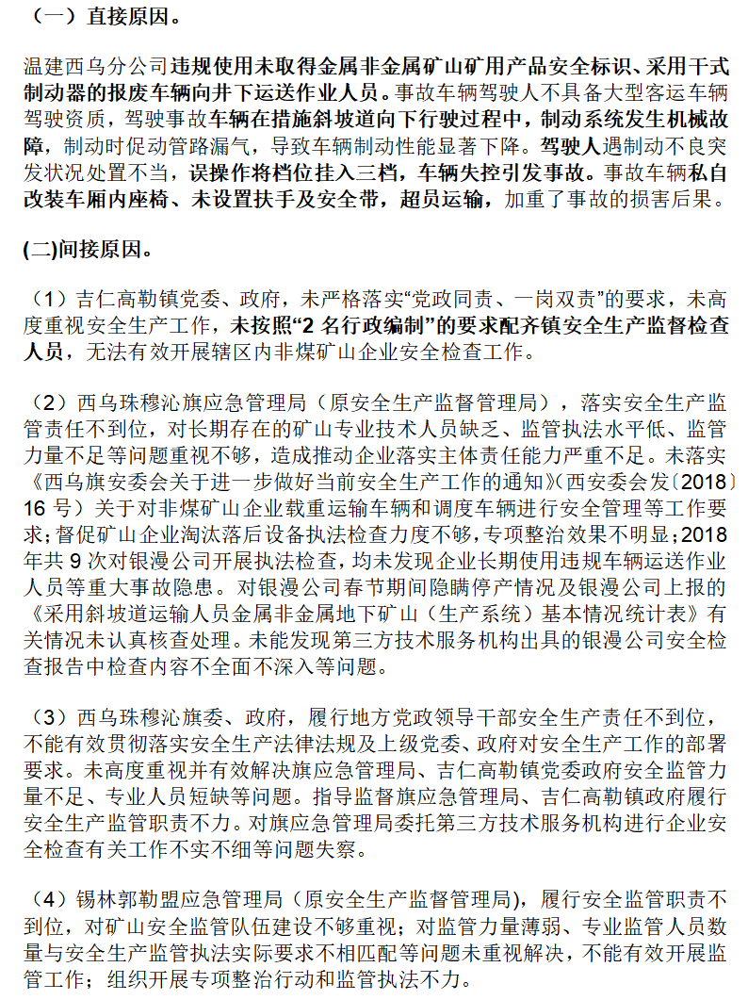 （一）直接原因。
温建西乌分公司违规使用未取得金属非金属矿山矿用产品安全标识、采用干式
制动器的报废车辆向井下运送作业人员。事故车辆驾驶人不具备大型客运车辆
驾驶资质，驾驶事故车辆在措施斜坡道向下行驶过程中，制动系统发生机械故
障，制动时促动管路漏气，导致车辆制动性能显著下降。驾驶人遇制动不良突
发状况处置不当，误操作将档位挂入三档，车辆失控引发事故。事故车辆私自
改装车厢内座椅、未设置扶手及安全带，超员运输，加重了事故的损害后果。
(二)间接原因。
（1）吉仁高勒镇党委、政府，未严格落实“党政同责、一岗双责”的要求，未高
度重视安全生产工作，未按照“2 名行政编制”的要求配齐镇安全生产监督检查
人员，无法有效开展辖区内非煤矿山企业安全检查工作。
（2）西乌珠穆沁旗应急管理局（原安全生产监督管理局），落实安全生产监
管责任不到位，对长期存在的矿山专业技术人员缺乏、监管执法水平低、监管
力量不足等问题重视不够，造成推动企业落实主体责任能力严重不足。未落实
《西乌旗安委会关于进一步做好当前安全生产工作的通知》（西安委会发〔2018〕
16 号）关于对非煤矿山企业载重运输车辆和调度车辆进行安全管理等工作要
求；督促矿山企业淘汰落后设备执法检查力度不够，专项整治效果不明显；2018
年共 9 次对银漫公司开展执法检查，均未发现企业长期使用违规车辆运送作业
人员等重大事故隐患。对银漫公司春节期间隐瞒停产情况及银漫公司上报的
《采用斜坡道运输人员金属非金属地下矿山（生产系统）基本情况统计表》有
关情况未认真核查处理。未能发现第三方技术服务机构出具的银漫公司安全检
查报告中检查内容不全面不深入等问题。
（3）西乌珠穆沁旗委、政府，履行地方党政领导干部安全生产责任不到位，
不能有效贯彻落实安全生产法律法规及上级党委、政府对安全生产工作的部署
要求。未高度重视并有效解决旗应急管理局、吉仁高勒镇党委政府安全监管力
量不足、专业人员短缺等问题。指导监督旗应急管理局、吉仁高勒镇政府履行
安全生产监管职责不力。对旗应急管理局委托第三方技术服务机构进行企业安
全检查有关工作不实不细等问题失察。
（4）锡林郭勒盟应急管理局（原安全生产监督管理局)，履行安全监管职责不
到位，对矿山安全监管队伍建设不够重视；对监管力量薄弱、专业监管人员数
量与安全生产监管执法实际要求不相匹配等问题未重视解决，不能有效开展监
管工作；组织开展专项整治行动和监管执法不力。